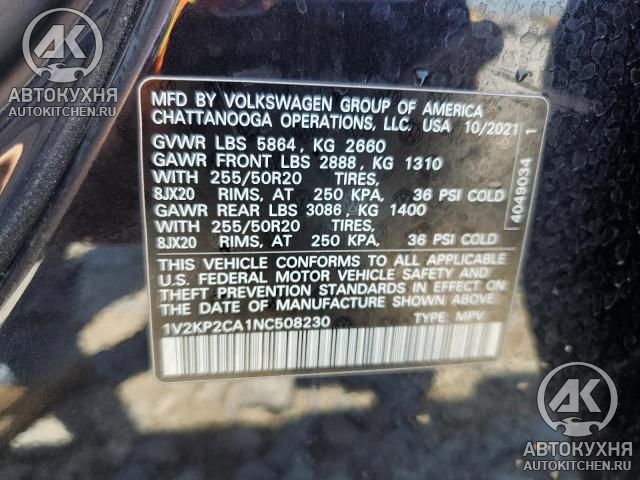 АК
АВТОКУХНЯ
AUTOKITCHEN.RU
MFD BY VOLKSWAGEN GROUP OF AMERICA
CHATTANOOGA OPERATIONS, LLC. USA 10/2021
GVWR LBS 5864, KG 2660
GAWR FRONT LBS 2888, KG 1310
WITH 255/50R20 TIRES,
8JX20 RIMS, AT 250 KPA, 36 PSI COLD
GAWR REAR LBS 3086, KG 1400
WITH 255/50R20 TIRES,
8JX20 RIMS, AT 250 KPA, 36 PSI COLD
THIS VEHICLE CONFORMS TO ALL APPLICABLE
U.S. FEDERAL MOTOR VEHICLE SAFETY AND
THEFT PREVENTION STANDARDS IN EFFECT ON
THE DATE OF MANUFACTURE SHOWN ABOVE.
1V2KP2CA1NC508230 TYPE: MPV
1
4049034
АК
АВТОКУХНЯ
AUTOKITCHEN.RU